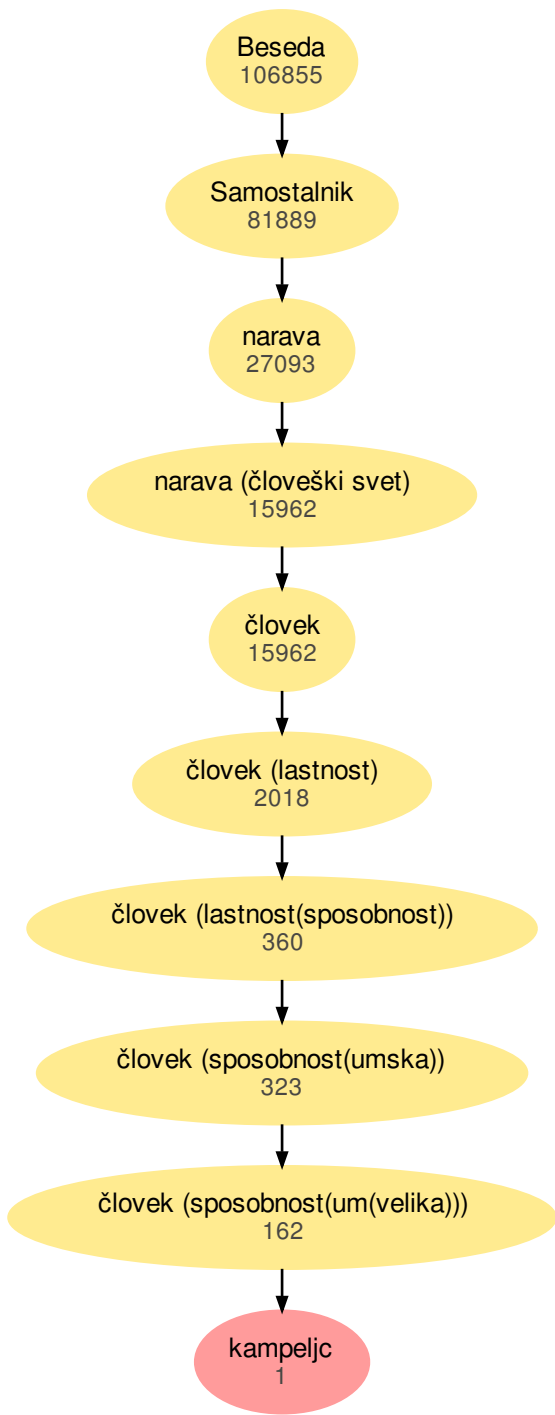 Beseda
106855
Samostalnik
81889
narava
27093
narava (človeški svet)
15962
človek
15962
človek (lastnost)
2018
človek (lastnost(sposobnost))
360
človek (sposobnost(umska))
323
človek (sposobnost(um(velika)))
162
kampeljc
1